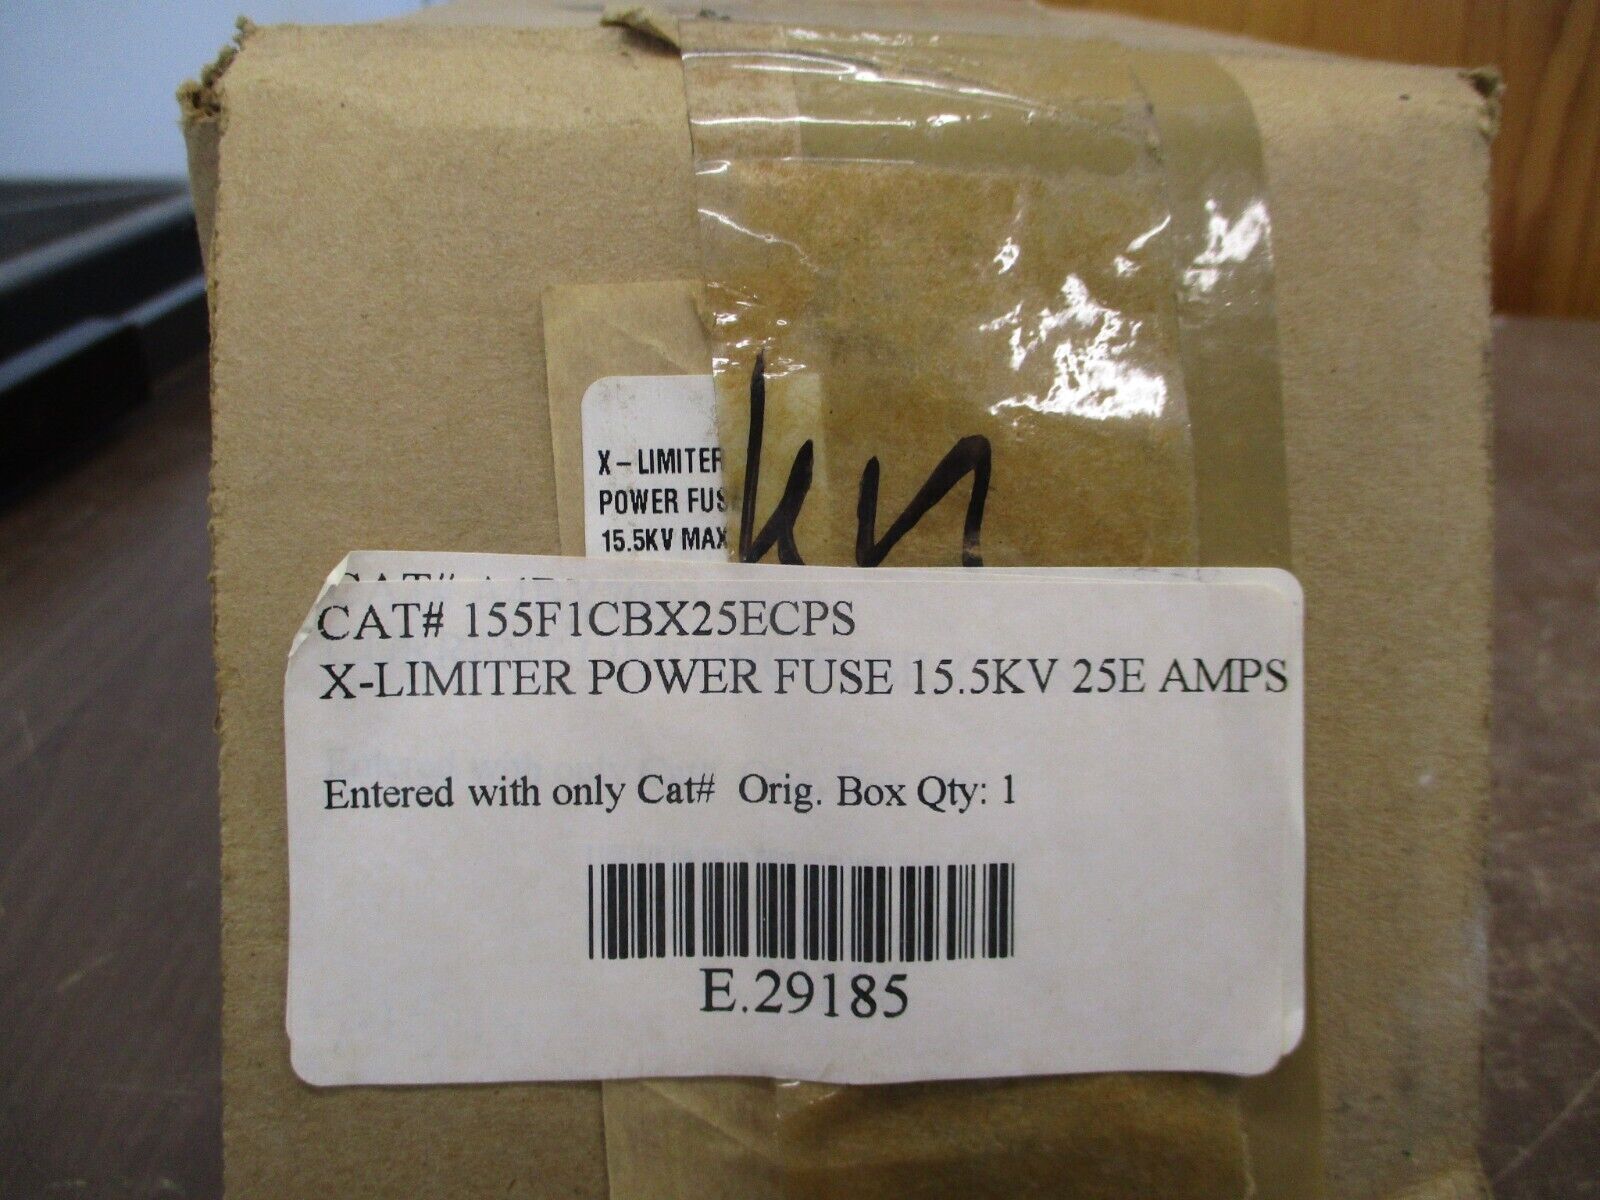 X-LIMITER
POWER FUS
15.5KV MAX
CAT#
CAT# 155F1CBX25ECPS
X-LIMITER POWER FUSE 15.5KV 25E AMPS
Entered with only Cat# Orig. Box Qty: 1
E.29185